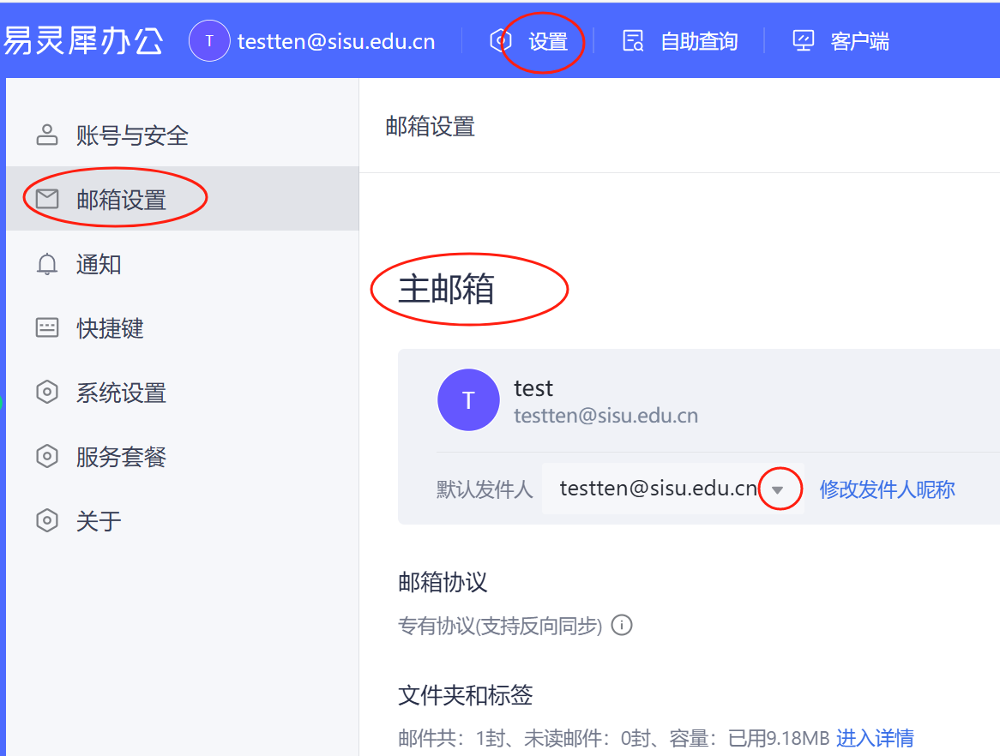 易灵犀办公 T testten@sisu.edu.cn 设置 自助查询 客户端
账号与安全
邮箱设置
通知
快捷键
系统设置
服务套餐
关于
邮箱设置
主邮箱
T test
testten@sisu.edu.cn
默认发件人 testten@sisu.edu.cn 修改发件人昵称
邮箱协议
专有协议(支持反向同步)
文件夹和标签
邮件共：1封、未读邮件：0封、容量：已用9.18MB 进入详情